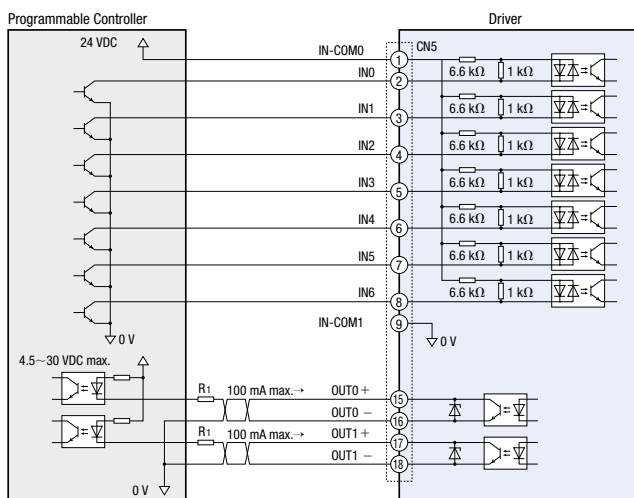 Programmable Controller
Driver
24 VDC
IN-COM0
CN5
1
6.6 kΩ 1 kΩ
IN0
2
IN1
3
6.6 kΩ 1 kΩ
IN2
4
6.6 kΩ 1 kΩ
IN3
5
6.6 kΩ 1 kΩ
IN4
6
6.6 kΩ 1 kΩ
IN5
7
6.6 kΩ 1 kΩ
IN6
8
6.6 kΩ 1 kΩ
IN-COM1
9
0 V
0 V
4.5~30 VDC max.
R1
100 mA max.→
OUT0 +
15
OUT0 −
16
R1
100 mA max.→
OUT1 +
17
OUT1 −
18
0 V